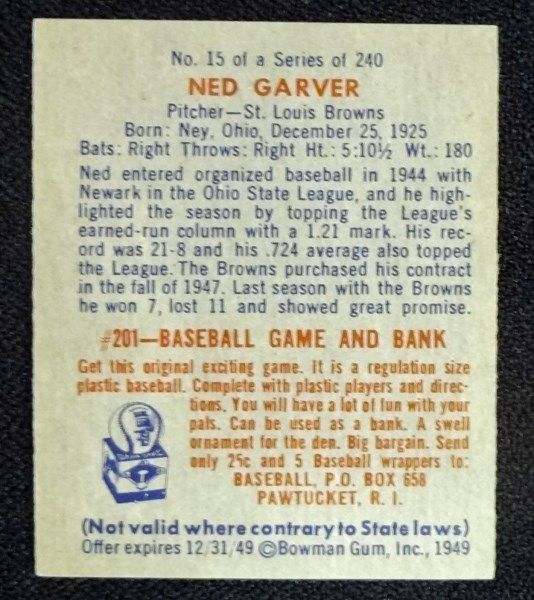 No. 15 of a Series of 240
NED GARVER
Pitcher—St. Louis Browns
Born: Ney, Ohio, December 25, 1925
Bats: Right Throws: Right Ht.: 5:10½ Wt.: 180
Ned entered organized baseball in 1944 with
Newark in the Ohio State League, and he high-
lighted the season by topping the League's
earned-run column with a 1.21 mark. His rec-
ord was 21-8 and his .724 average also topped
the League. The Browns purchased his contract
in the fall of 1947. Last season with the Browns
he won 7, lost 11 and showed great promise.
#201—BASEBALL GAME AND BANK
Get this original exciting game. It is a regulation size
plastic baseball. Complete with plastic players and direc-
tions. You will have a lot of fun with your
pals. Can be used as a bank. A swell
ornament for the den. Big bargain. Send
only 25c and 5 Baseball wrappers to:
BASEBALL, P.O. BOX 658
PAWTUCKET, R. I.
(Not valid where contrary to State laws)
Offer expires 12/31/49 ©Bowman Gum, Inc., 1949